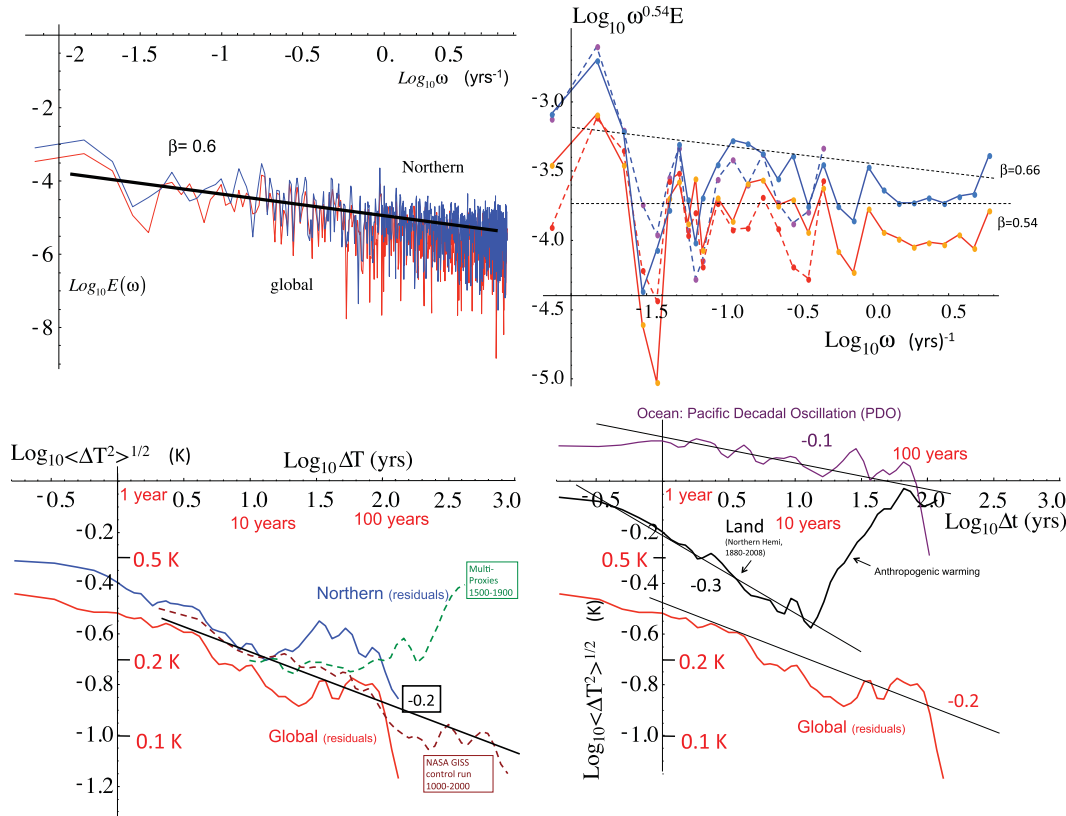 -2
-1.5
-1
-0.5
0.
0.5
Log10ω (yrs-1)
-2
β= 0.6
-4
Northern
-6
Log10E(ω)
global
-8
Log10 ω0.54E
-3.0
-3.5
β=0.66
β=0.54
-4.0
-4.5
-1.5
-1.0
-0.5
0.0
0.5
Log10 ω (yrs)-1
-5.0
Log10<ΔT2>1/2 (K)
Log10ΔT (yrs)
-0.5
1 year
0.5
1.0
1.5
2.0
2.5
3.0
10 years
100 years
-0.2
0.5 K
-0.4
Multi-
Proxies
1500-1900
Northern (residuals)
-0.6
0.2 K
-0.8
-0.2
-1.0
0.1 K
Global (residuals)
NASA GISS
control run
1000-2000
-1.2
Ocean: Pacific Decadal Oscillation (PDO)
-0.1
100 years
-0.5
1 year
0.5
1.0
1.5
2.0
2.5
3.0
10 years
Log10Δt (yrs)
-0.2
Land
(Northern Hemi,
1880-2008)
0.5 K
Anthropogenic warming
-0.4
-0.3
-0.6
0.2 K
-0.8
-0.2
Global (residuals)
-1.0
0.1 K
Log10<ΔT2>1/2 (K)